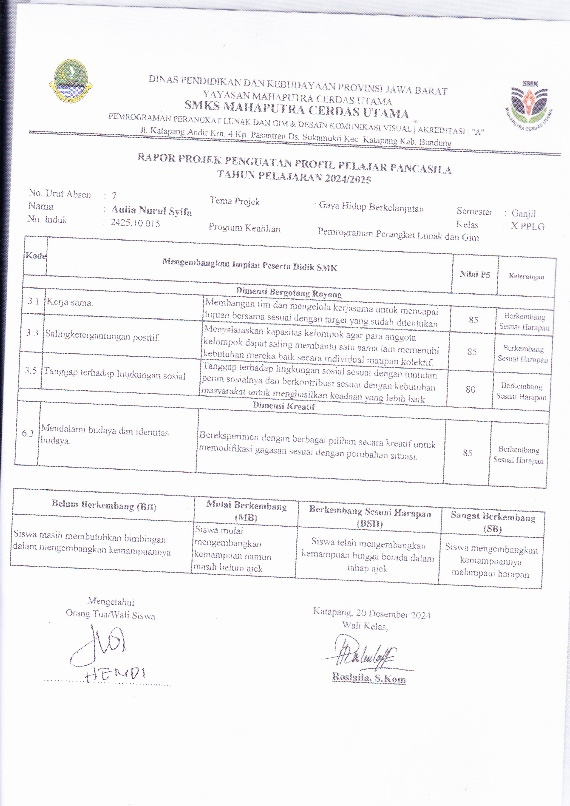 DINAS PENDIDIKAN DAN KEBUDAYAAN PROVINSI JAWA BARAT
YAYASAN MAHAPUTRA CERDAS UTAMA
SMKS MAHAPUTRA CERDAS UTAMA
PEMROGRAMAN PERANGKAT LUNAK DAN GIM & DESAIN KOMUNIKASI VISUAL | AKREDITASI : "A"
Jl. Katapang Andir Km. 4 Kp. Pasantren Ds. Sukamukti Kec. Katapang Kab. Bandung
SMK
MAHAPUTRA CERDAS UTAMA
RAPOR PROJEK PENGUATAN PROFIL PELAJAR PANCASILA
TAHUN PELAJARAN 2024/2025
No. Urut Absen : 7
Nama : Aulia Nurul Syifa
No. Induk : 2425.10.015
Tema Projek : Gaya Hidup Berkelanjutan
Program Keahlian : Pemrograman Perangkat Lunak dan Gim
Semester : Ganjil
Kelas : X PPLG
Kode Mengembangkan Impian Peserta Didik SMK Nilai P5 Keterangan
Dimensi Bergotong Royong
3.1 Kerja sama. Membangun tim dan mengelola kerjasama untuk mencapai tujuan bersama sesuai dengan target yang sudah ditentukan 85 Berkembang Sesuai Harapan
3.3 Salingketergantungan positif. Menyelaraskan kapasitas kelompok agar para anggota kelompok dapat saling membantu satu sama lain memenuhi kebutuhan mereka baik secara individual maupun kolektif. 85 Berkembang Sesuai Harapan
3.5 Tanggap terhadap lingkungan sosial Tanggap terhadap lingkungan sosial sesuai dengan tuntutan peran sosialnya dan berkontribusi sesuai dengan kebutuhan masyarakat untuk menghasilkan keadaan yang lebih baik 80 Berkembang Sesuai Harapan
Dimensi Kreatif
6.3 Mendalami budaya dan identitas budaya. Bereksperimen dengan berbagai pilihan secara kreatif untuk memodifikasi gagasan sesuai dengan perubahan situasi. 85 Berkembang Sesuai Harapan
Belum Berkembang (BB) Mulai Berkembang (MB) Berkembang Sesuai Harapan (BSH) Sangat Berkembang (SB)
Siswa masih membutuhkan bimbingan dalam mengembangkan kemampuannya Siswa mulai mengembangkan kemampuan namun masih belum ajek Siswa telah mengembangkan kemampuan hingga berada dalam tahap ajek Siswa mengembangkan kemampuannya melampaui harapan
Mengetahui
Orang Tua/Wali Siswa
HENDI
Katapang, 20 Desember 2024
Wali Kelas,
Roslaila, S.Kom